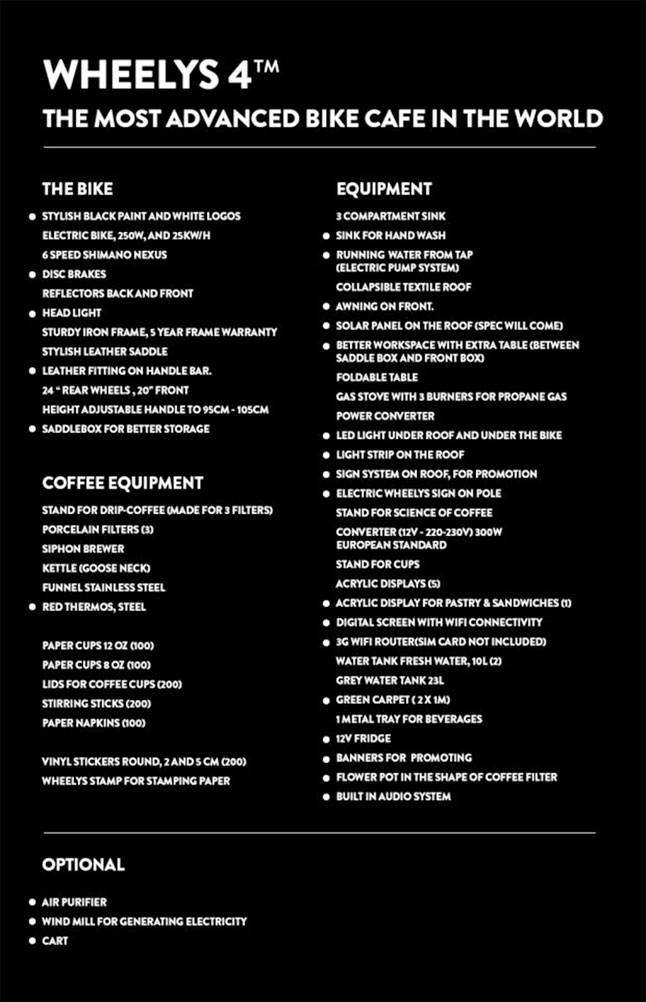 WHEELYS 4™
THE MOST ADVANCED BIKE CAFE IN THE WORLD
THE BIKE
● STYLISH BLACK PAINT AND WHITE LOGOS
ELECTRIC BIKE, 250W, AND 25KW/H
6 SPEED SHIMANO NEXUS
● DISC BRAKES
REFLECTORS BACK AND FRONT
● HEAD LIGHT
STURDY IRON FRAME, 5 YEAR FRAME WARRANTY
STYLISH LEATHER SADDLE
● LEATHER FITTING ON HANDLE BAR.
24 “ REAR WHEELS , 20" FRONT
HEIGHT ADJUSTABLE HANDLE TO 95CM - 105CM
● SADDLEBOX FOR BETTER STORAGE
COFFEE EQUIPMENT
STAND FOR DRIP-COFFEE (MADE FOR 3 FILTERS)
PORCELAIN FILTERS (3)
SIPHON BREWER
KETTLE (GOOSE NECK)
FUNNEL STAINLESS STEEL
● RED THERMOS, STEEL
PAPER CUPS 12 OZ (100)
PAPER CUPS 8 OZ (100)
LIDS FOR COFFEE CUPS (200)
STIRRING STICKS (200)
PAPER NAPKINS (100)
VINYL STICKERS ROUND, 2 AND 5 CM (200)
WHEELYS STAMP FOR STAMPING PAPER
EQUIPMENT
3 COMPARTMENT SINK
● SINK FOR HAND WASH
● RUNNING WATER FROM TAP
(ELECTRIC PUMP SYSTEM)
COLLAPSIBLE TEXTILE ROOF
● AWNING ON FRONT.
● SOLAR PANEL ON THE ROOF (SPEC WILL COME)
● BETTER WORKSPACE WITH EXTRA TABLE (BETWEEN
SADDLE BOX AND FRONT BOX)
FOLDABLE TABLE
GAS STOVE WITH 3 BURNERS FOR PROPANE GAS
POWER CONVERTER
● LED LIGHT UNDER ROOF AND UNDER THE BIKE
● LIGHT STRIP ON THE ROOF
● SIGN SYSTEM ON ROOF, FOR PROMOTION
● ELECTRIC WHEELYS SIGN ON POLE
STAND FOR SCIENCE OF COFFEE
CONVERTER (12V - 220-230V) 300W
EUROPEAN STANDARD
STAND FOR CUPS
ACRYLIC DISPLAYS (5)
● ACRYLIC DISPLAY FOR PASTRY & SANDWICHES (1)
● DIGITAL SCREEN WITH WIFI CONNECTIVITY
● 3G WIFI ROUTER(SIM CARD NOT INCLUDED)
WATER TANK FRESH WATER, 10L (2)
GREY WATER TANK 23L
● GREEN CARPET ( 2 X 1M)
1 METAL TRAY FOR BEVERAGES
● 12V FRIDGE
● BANNERS FOR PROMOTING
● FLOWER POT IN THE SHAPE OF COFFEE FILTER
● BUILT IN AUDIO SYSTEM
OPTIONAL
● AIR PURIFIER
● WIND MILL FOR GENERATING ELECTRICITY
● CART